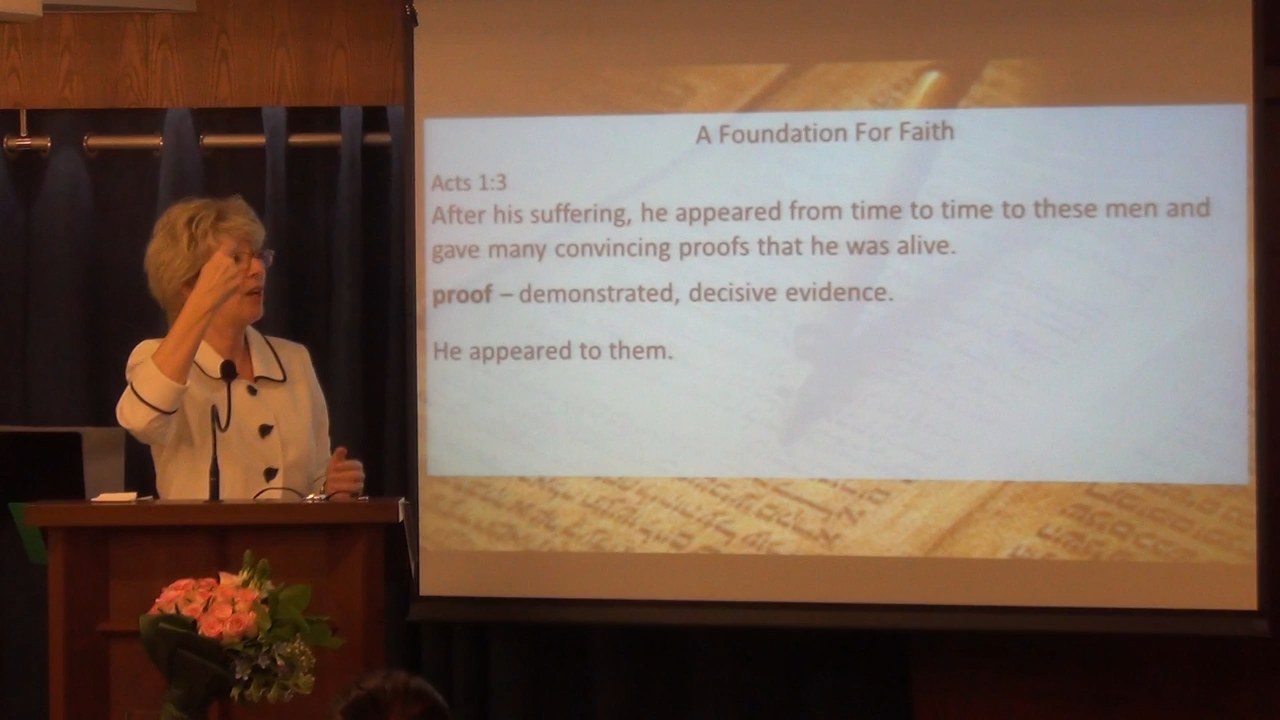 A Foundation For Faith
Acts 1:3
After his suffering, he appeared from time to time to these men and
gave many convincing proofs that he was alive.
proof – demonstrated, decisive evidence.
He appeared to them.